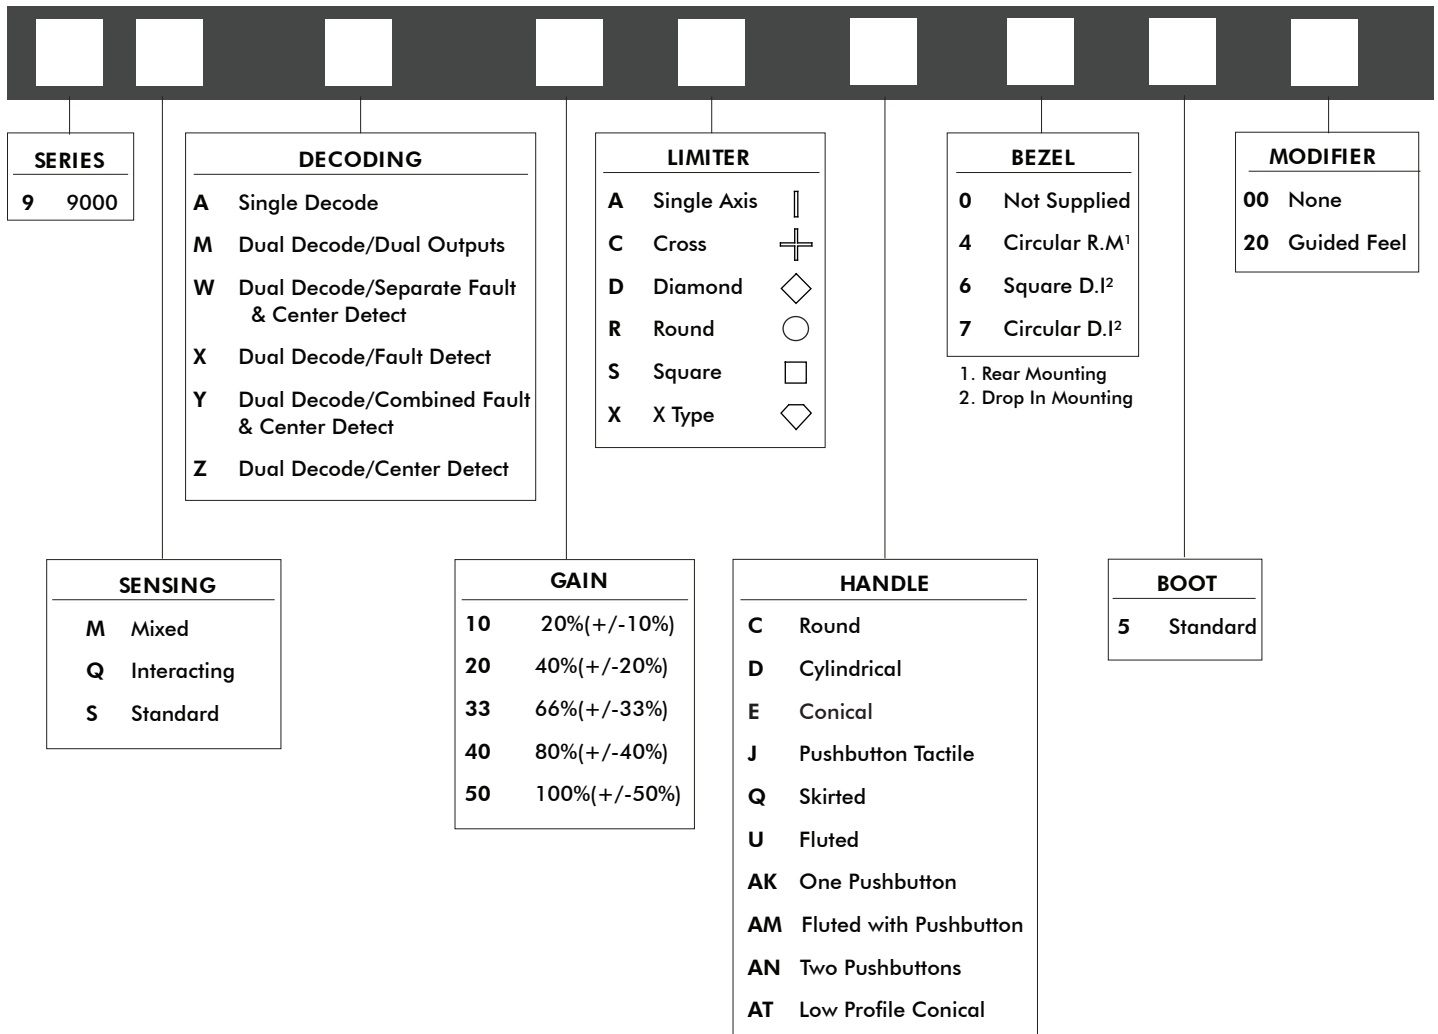 SERIES
9 9000
DECODING
A Single Decode
M Dual Decode/Dual Outputs
W Dual Decode/Separate Fault
& Center Detect
X Dual Decode/Fault Detect
Y Dual Decode/Combined Fault
& Center Detect
Z Dual Decode/Center Detect
LIMITER
A Single Axis
C Cross
D Diamond
R Round
S Square
X X Type
BEZEL
0 Not Supplied
4 Circular R.M¹
6 Square D.I²
7 Circular D.I²
1. Rear Mounting
2. Drop In Mounting
MODIFIER
00 None
20 Guided Feel
SENSING
M Mixed
Q Interacting
S Standard
GAIN
10 20%(+/-10%)
20 40%(+/-20%)
33 66%(+/-33%)
40 80%(+/-40%)
50 100%(+/-50%)
HANDLE
C Round
D Cylindrical
E Conical
J Pushbutton Tactile
Q Skirted
U Fluted
AK One Pushbutton
AM Fluted with Pushbutton
AN Two Pushbuttons
AT Low Profile Conical
BOOT
5 Standard